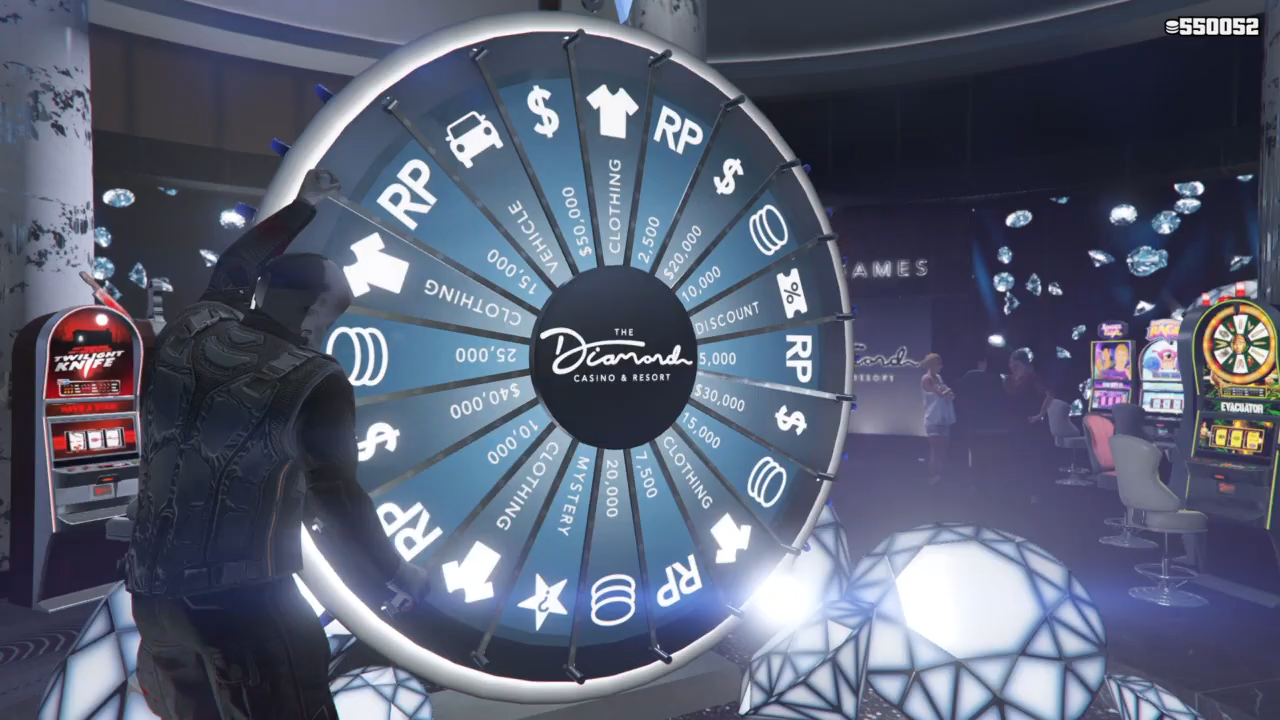 550052
$
CLOTHING
RP
2,500
$
$20,000
10,000
%
DISCOUNT
RP
5,000
$
$30,000
15,000
CLOTHING
RP
7,500
20,000
?
MYSTERY
CLOTHING
RP
10,000
$
$40,000
25,000
CLOTHING
RP
15,000
VEHICLE
$50,000
THE
Diamond
CASINO & RESORT
GAMES
TWILIGHT
KNIFE
EVACUATOR